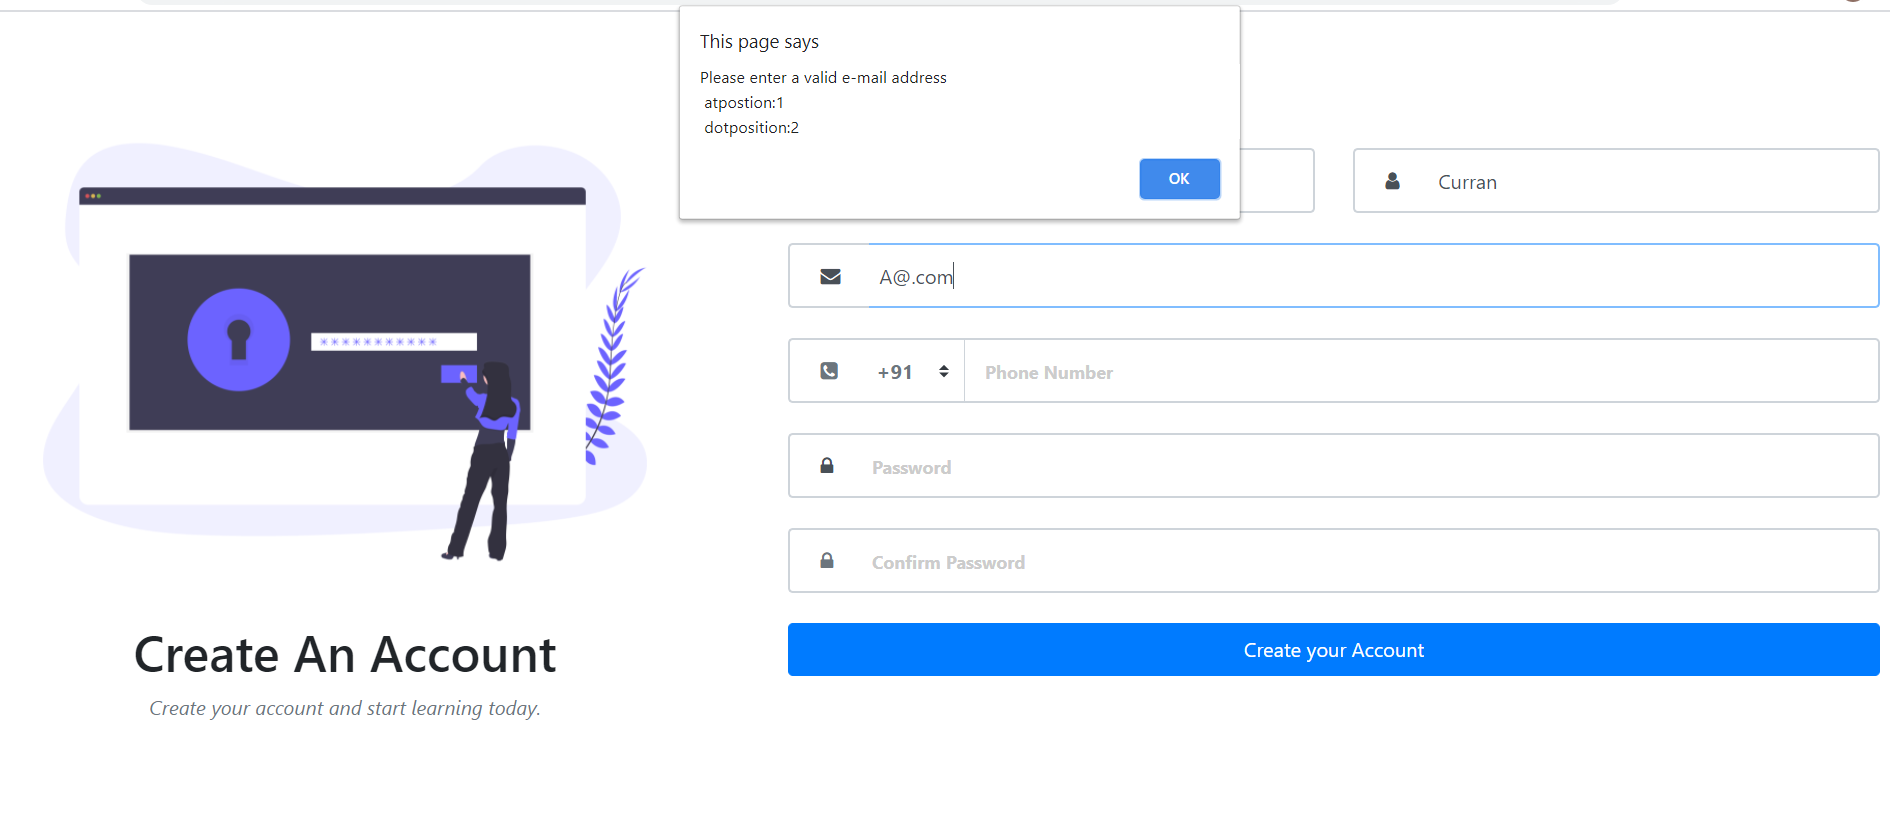 This page says
Please enter a valid e-mail address
atpostion:1
dotposition:2
OK
Curran
A@.com
+91
Phone Number
***********
Password
Confirm Password
Create your Account
Create An Account
Create your account and start learning today.